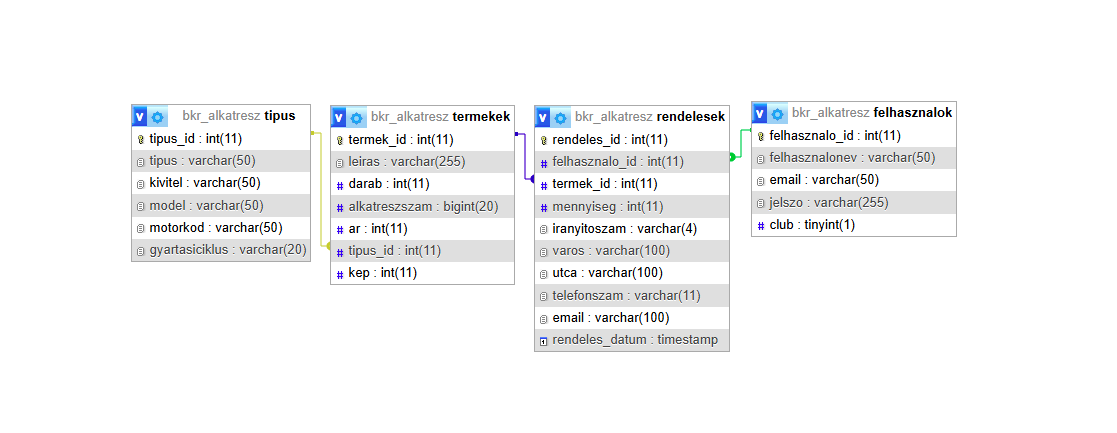 bkr_alkatresz tipus
tipus_id : int(11)
tipus : varchar(50)
kivitel : varchar(50)
model : varchar(50)
motorkod : varchar(50)
gyartasiciklus : varchar(20)
bkr_alkatresz termekek
termek_id : int(11)
leiras : varchar(255)
darab : int(11)
alkatreszszam : bigint(20)
ar : int(11)
tipus_id : int(11)
kep : int(11)
bkr_alkatresz rendelesek
rendeles_id : int(11)
felhasznalo_id : int(11)
termek_id : int(11)
mennyiseg : int(11)
iranyitoszam : varchar(4)
varos : varchar(100)
utca : varchar(100)
telefonszam : varchar(11)
email : varchar(100)
rendeles_datum : timestamp
bkr_alkatresz felhasznalok
felhasznalo_id : int(11)
felhasznalonev : varchar(50)
email : varchar(50)
jelszo : varchar(255)
club : tinyint(1)